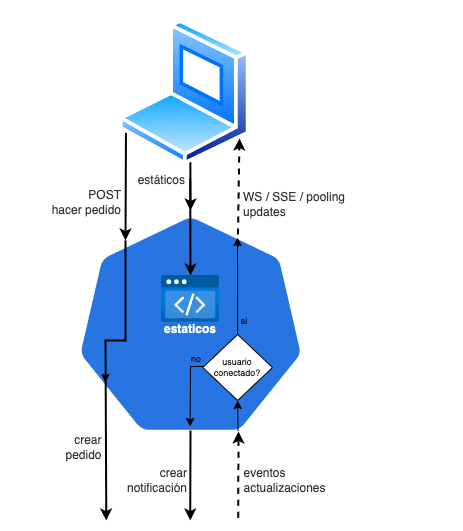 estáticos
POST
hacer pedido
WS / SSE / pooling
updates
</>
estaticos
si
no
usuario
conectado?
crear
pedido
crear
notificación
eventos
actualizaciones